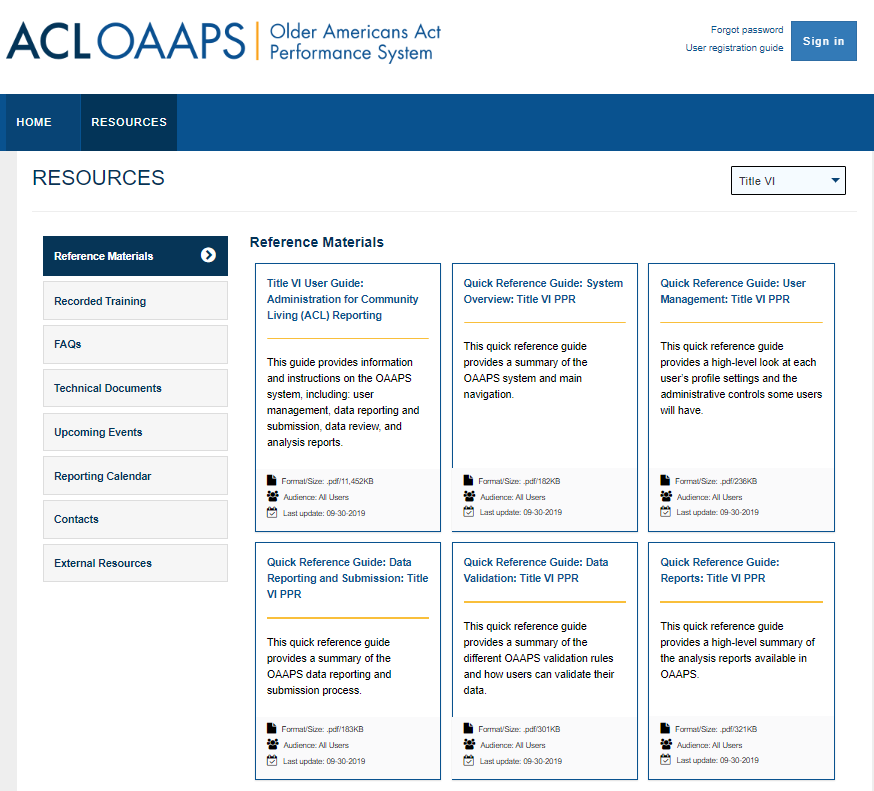 ACL OAAPS
Older Americans Act
Performance System
Forgot password
User registration guide
Sign in
HOME
RESOURCES
RESOURCES
Title VI
Reference Materials
Recorded Training
FAQs
Technical Documents
Upcoming Events
Reporting Calendar
Contacts
External Resources
Reference Materials
Title VI User Guide:
Administration for Community
Living (ACL) Reporting
This guide provides information
and instructions on the OAAPS
system, including: user
management, data reporting and
submission, data review, and
analysis reports.
Format/Size: .pdf/11,452KB
Audience: All Users
Last update: 09-30-2019
Quick Reference Guide: System
Overview: Title VI PPR
This quick reference guide
provides a summary of the
OAAPS system and main
navigation.
Format/Size: .pdf/182KB
Audience: All Users
Last update: 09-30-2019
Quick Reference Guide: User
Management: Title VI PPR
This quick reference guide
provides a high-level look at each
user's profile settings and the
administrative controls some users
will have.
Format/Size: .pdf/236KB
Audience: All Users
Last update: 09-30-2019
Quick Reference Guide: Data
Reporting and Submission: Title
VI PPR
This quick reference guide
provides a summary of the
OAAPS data reporting and
submission process.
Format/Size: .pdf/183KB
Audience: All Users
Last update: 09-30-2019
Quick Reference Guide: Data
Validation: Title VI PPR
This quick reference guide
provides a summary of the
different OAAPS validation rules
and how users can validate their
data.
Format/Size: .pdf/301KB
Audience: All Users
Last update: 09-30-2019
Quick Reference Guide:
Reports: Title VI PPR
This quick reference guide
provides a high-level summary of
the analysis reports available in
OAAPS.
Format/Size: .pdf/321KB
Audience: All Users
Last update: 09-30-2019